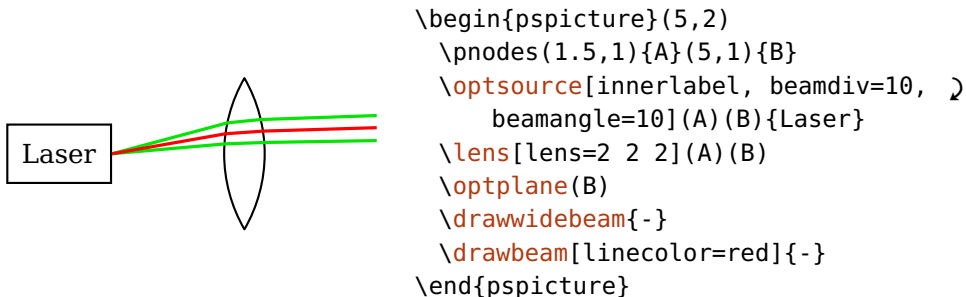 Laser
\begin{pspicture}(5,2)
  \pnodes(1.5,1){A}(5,1){B}
  \optsource[innerlabel, beamdiv=10,
     beamangle=10](A)(B){Laser}
  \lens[lens=2 2 2](A)(B)
  \optplane(B)
  \drawwidebeam{-}
  \drawbeam[linecolor=red]{-}
\end{pspicture}